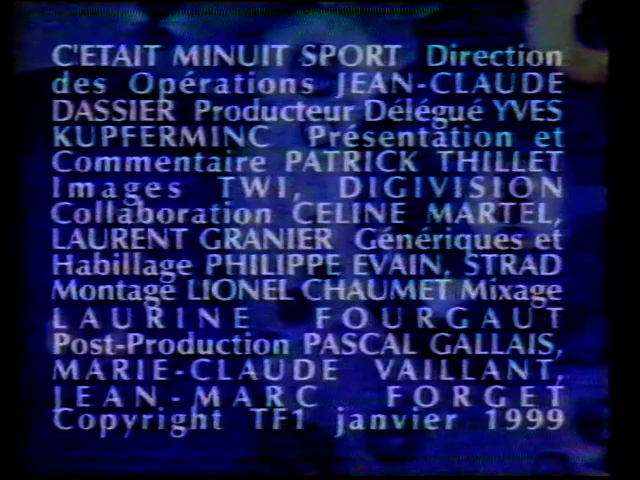 C'ETAIT MINUIT SPORT Direction
des Opérations JEAN-CLAUDE
DASSIER Producteur Délégué YVES
KUPFERMINC Présentation et
Commentaire PATRICK THILLET
Images TWI, DIGIVISION
Collaboration CELINE MARTEL,
LAURENT GRANIER Génériques et
Habillage PHILIPPE EVAIN, STRAD
Montage LIONEL CHAUMET Mixage
LAURINE FOURGAUT
Post-Production PASCAL GALLAIS,
MARIE-CLAUDE VAILLANT,
JEAN-MARC FORGET
Copyright TF1 janvier 1999